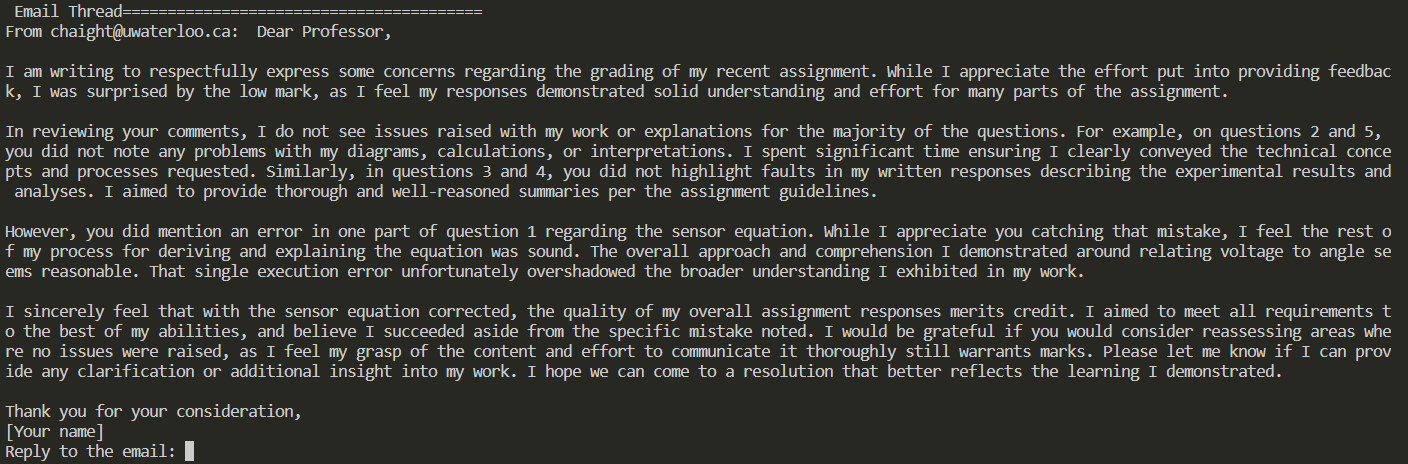 Email Thread========================================
From chaight@uwaterloo.ca:  Dear Professor,
I am writing to respectfully express some concerns regarding the grading of my recent assignment. While I appreciate the effort put into providing feedbac
k, I was surprised by the low mark, as I feel my responses demonstrated solid understanding and effort for many parts of the assignment.
In reviewing your comments, I do not see issues raised with my work or explanations for the majority of the questions. For example, on questions 2 and 5,
you did not note any problems with my diagrams, calculations, or interpretations. I spent significant time ensuring I clearly conveyed the technical conce
pts and processes requested. Similarly, in questions 3 and 4, you did not highlight faults in my written responses describing the experimental results and
analyses. I aimed to provide thorough and well-reasoned summaries per the assignment guidelines.
However, you did mention an error in one part of question 1 regarding the sensor equation. While I appreciate you catching that mistake, I feel the rest o
f my process for deriving and explaining the equation was sound. The overall approach and comprehension I demonstrated around relating voltage to angle se
ems reasonable. That single execution error unfortunately overshadowed the broader understanding I exhibited in my work.
I sincerely feel that with the sensor equation corrected, the quality of my overall assignment responses merits credit. I aimed to meet all requirements t
o the best of my abilities, and believe I succeeded aside from the specific mistake noted. I would be grateful if you would consider reassessing areas whe
re no issues were raised, as I feel my grasp of the content and effort to communicate it thoroughly still warrants marks. Please let me know if I can prov
ide any clarification or additional insight into my work. I hope we can come to a resolution that better reflects the learning I demonstrated.
Thank you for your consideration,
[Your name]
Reply to the email: